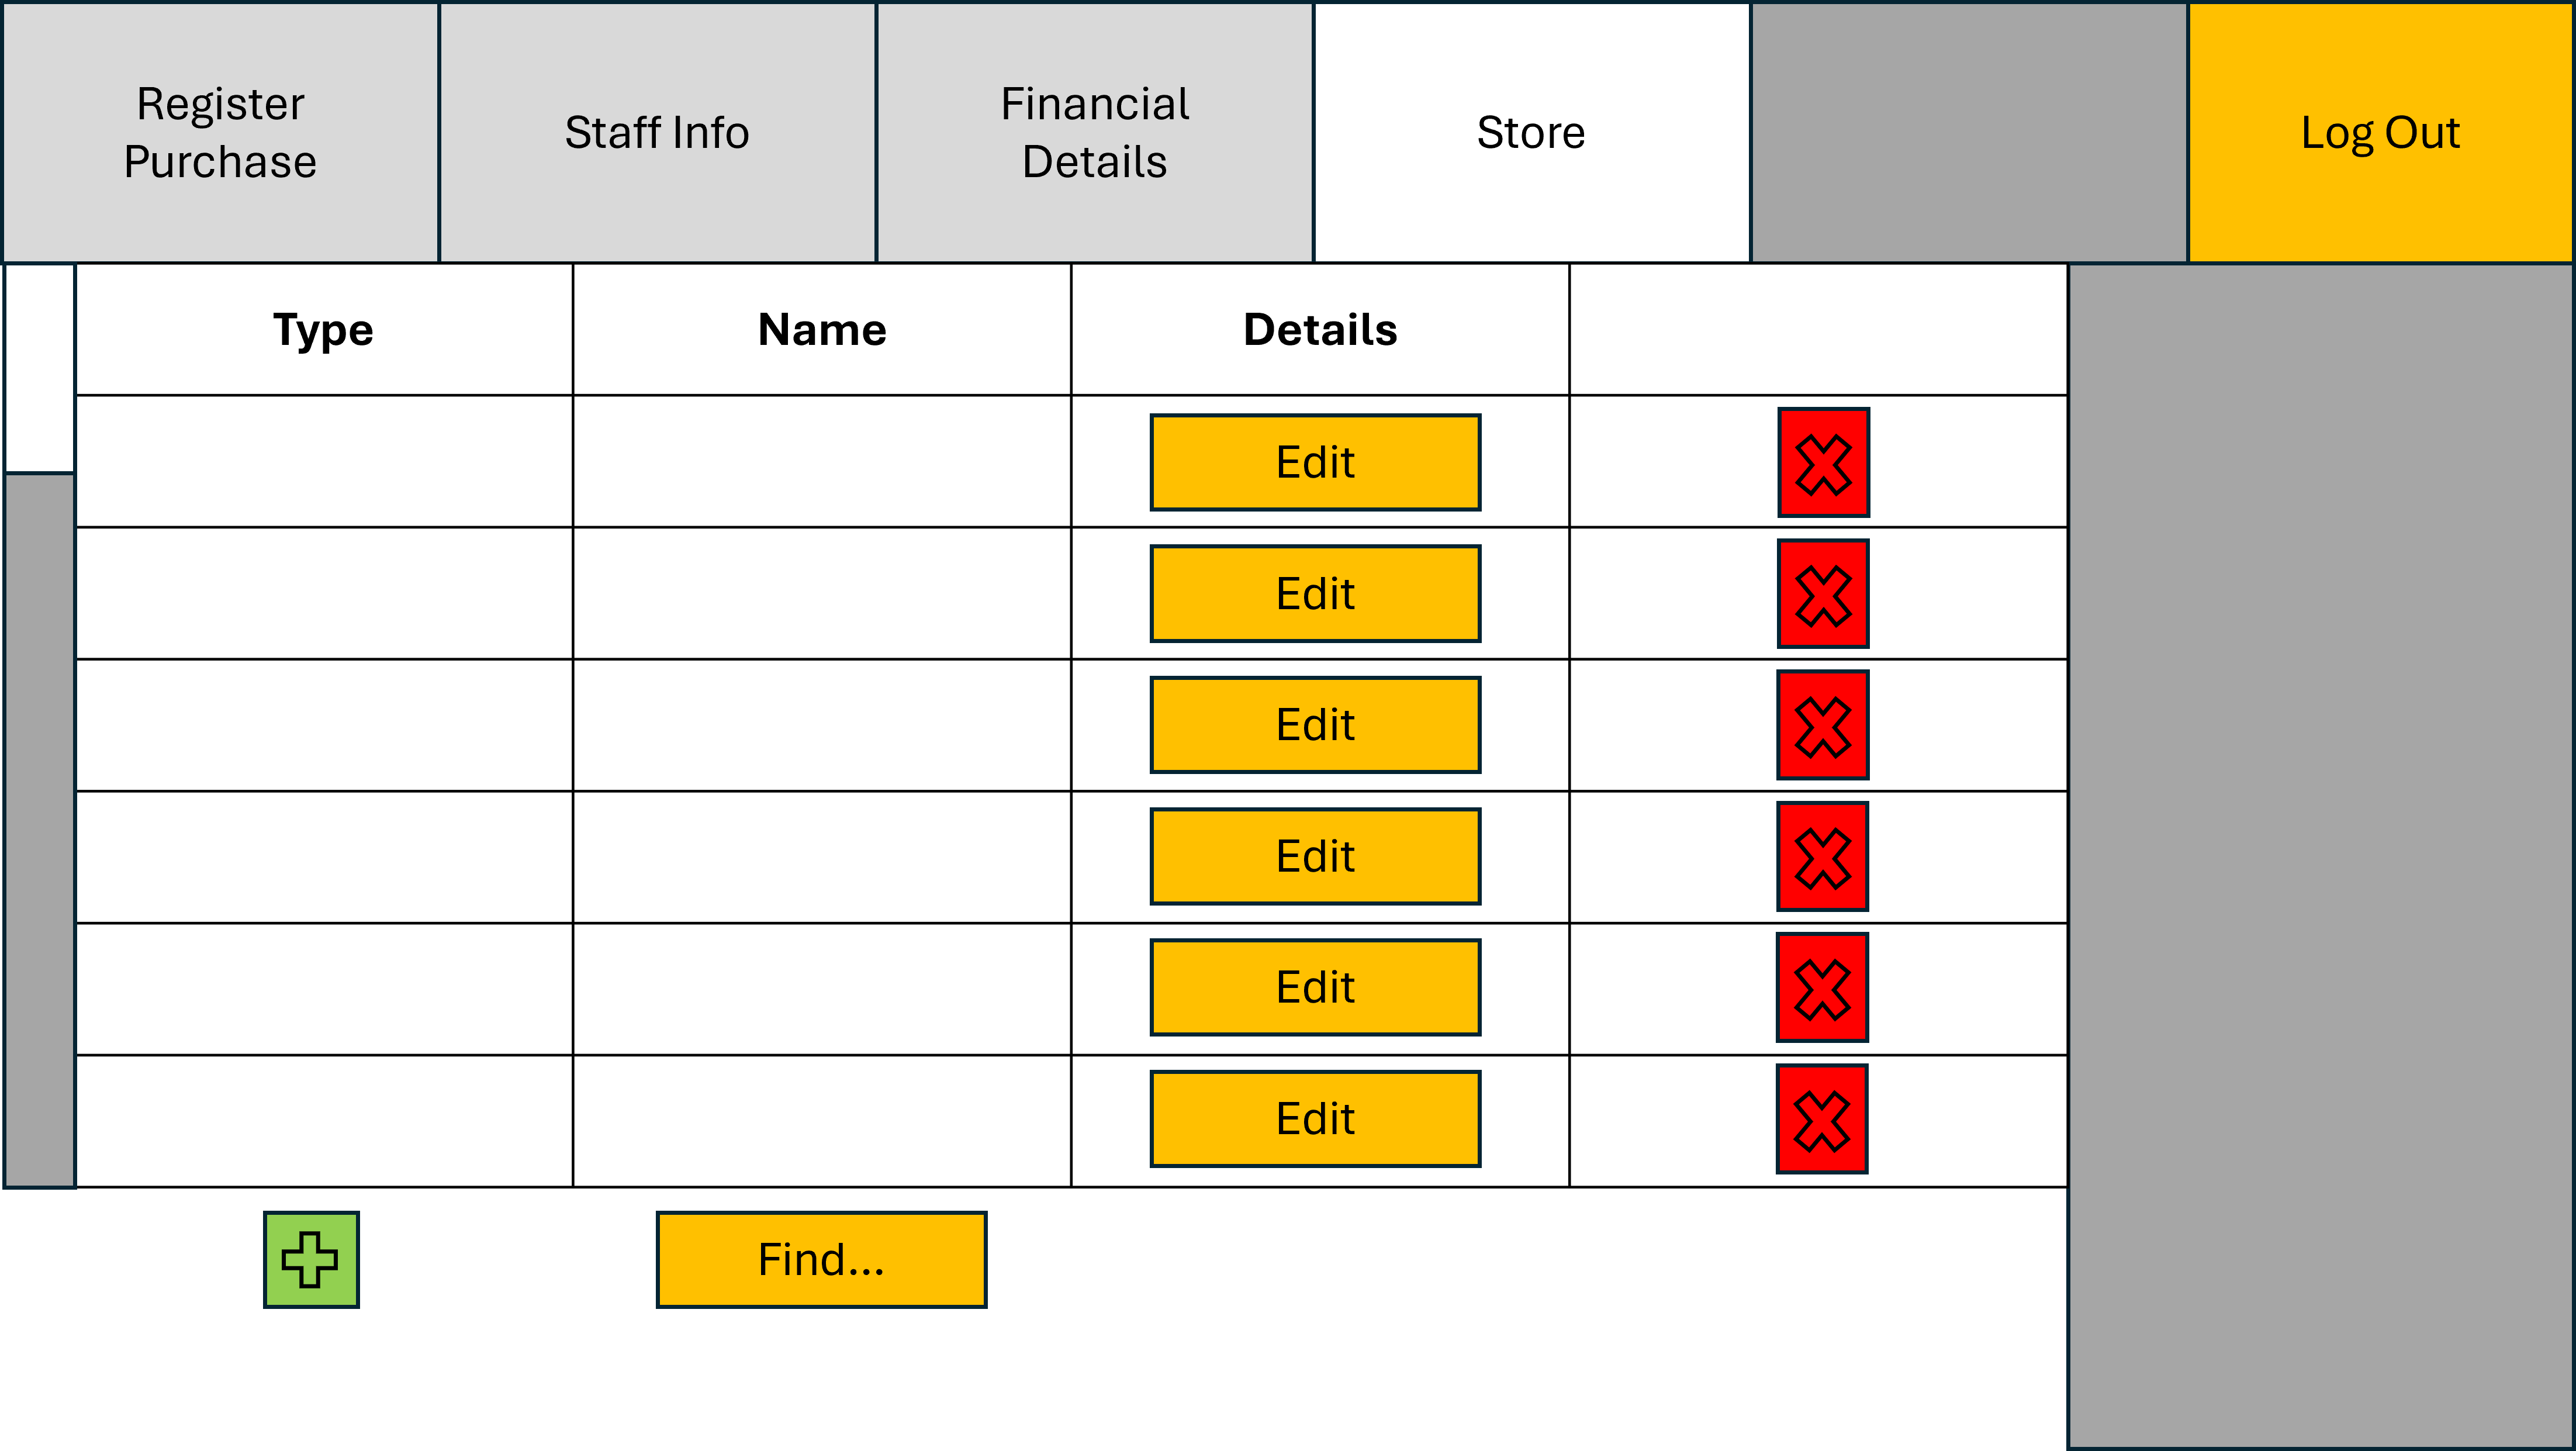 Register
Purchase
Staff Info
Financial
Details
Store
Log Out
Type
Name
Details
Edit
Edit
Edit
Edit
Edit
Edit
Find...